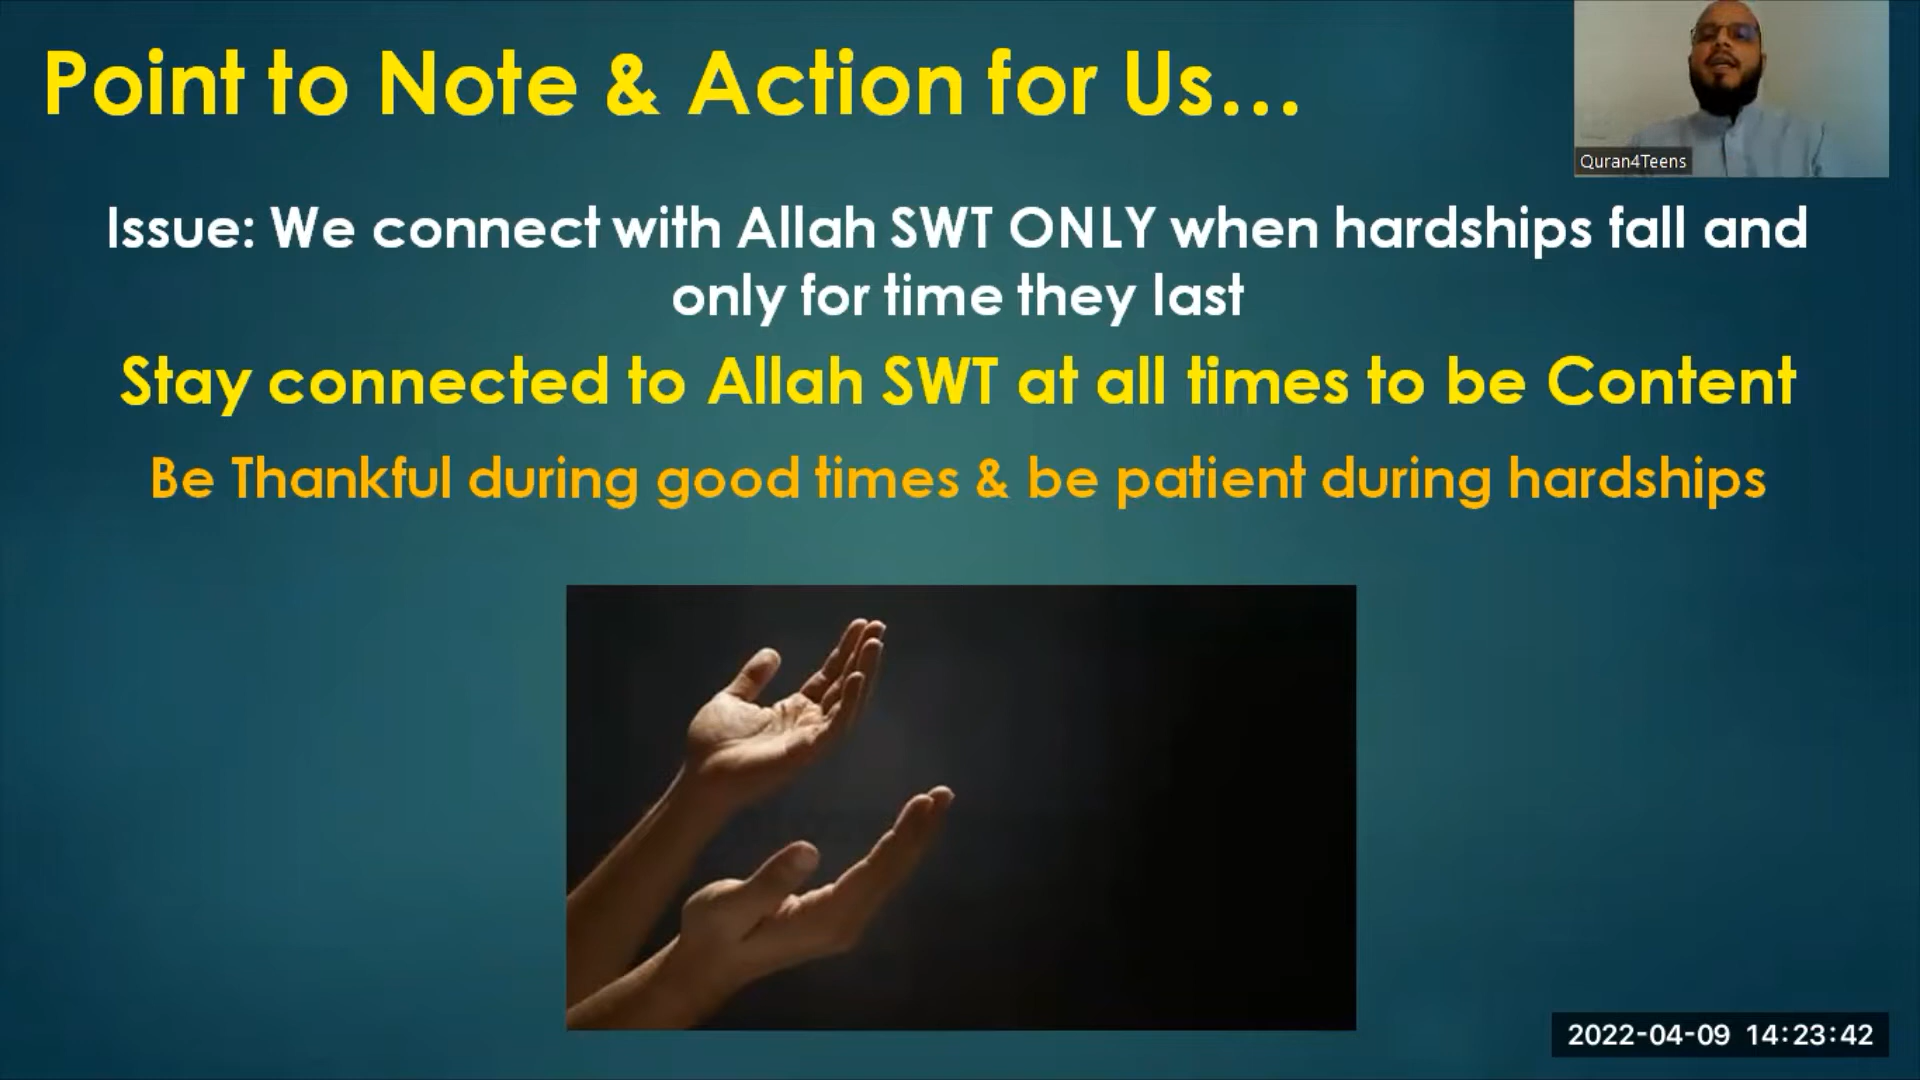 Point to Note & Action for Us...
Quran4Teens
Issue: We connect with Allah SWT ONLY when hardships fall and
only for time they last
Stay connected to Allah SWT at all times to be Content
Be Thankful during good times & be patient during hardships
2022-04-09 14:23:42